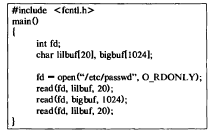 #include <fcntl.h>
main()
{
int fd;
char lilbuf[20], bigbuf[1024];
fd = open("/etc/passwd", O_RDONLY);
read(fd, lilbuf, 20);
read(fd, bigbuf, 1024);
read(fd, lilbuf, 20);
}